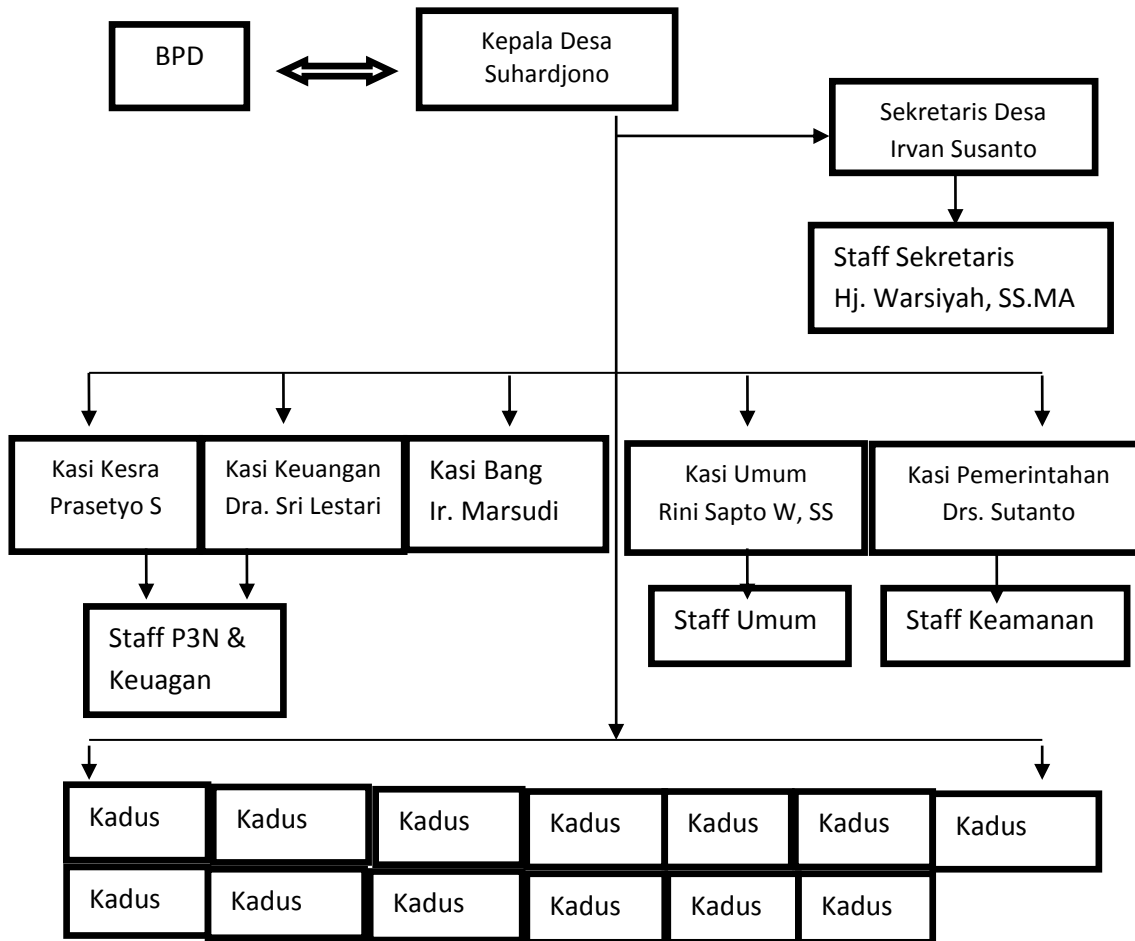 BPD
Kepala Desa
Suhardjono
Sekretaris Desa
Irvan Susanto
Staff Sekretaris
Hj. Warsiyah, SS.MA
Kasi Kesra
Prasetyo S
Kasi Keuangan
Dra. Sri Lestari
Kasi Bang
Ir. Marsudi
Kasi Umum
Rini Sapto W, SS
Kasi Pemerintahan
Drs. Sutanto
Staff P3N &
Keuagan
Staff Umum
Staff Keamanan
Kadus
Kadus
Kadus
Kadus
Kadus
Kadus
Kadus
Kadus
Kadus
Kadus
Kadus
Kadus
Kadus